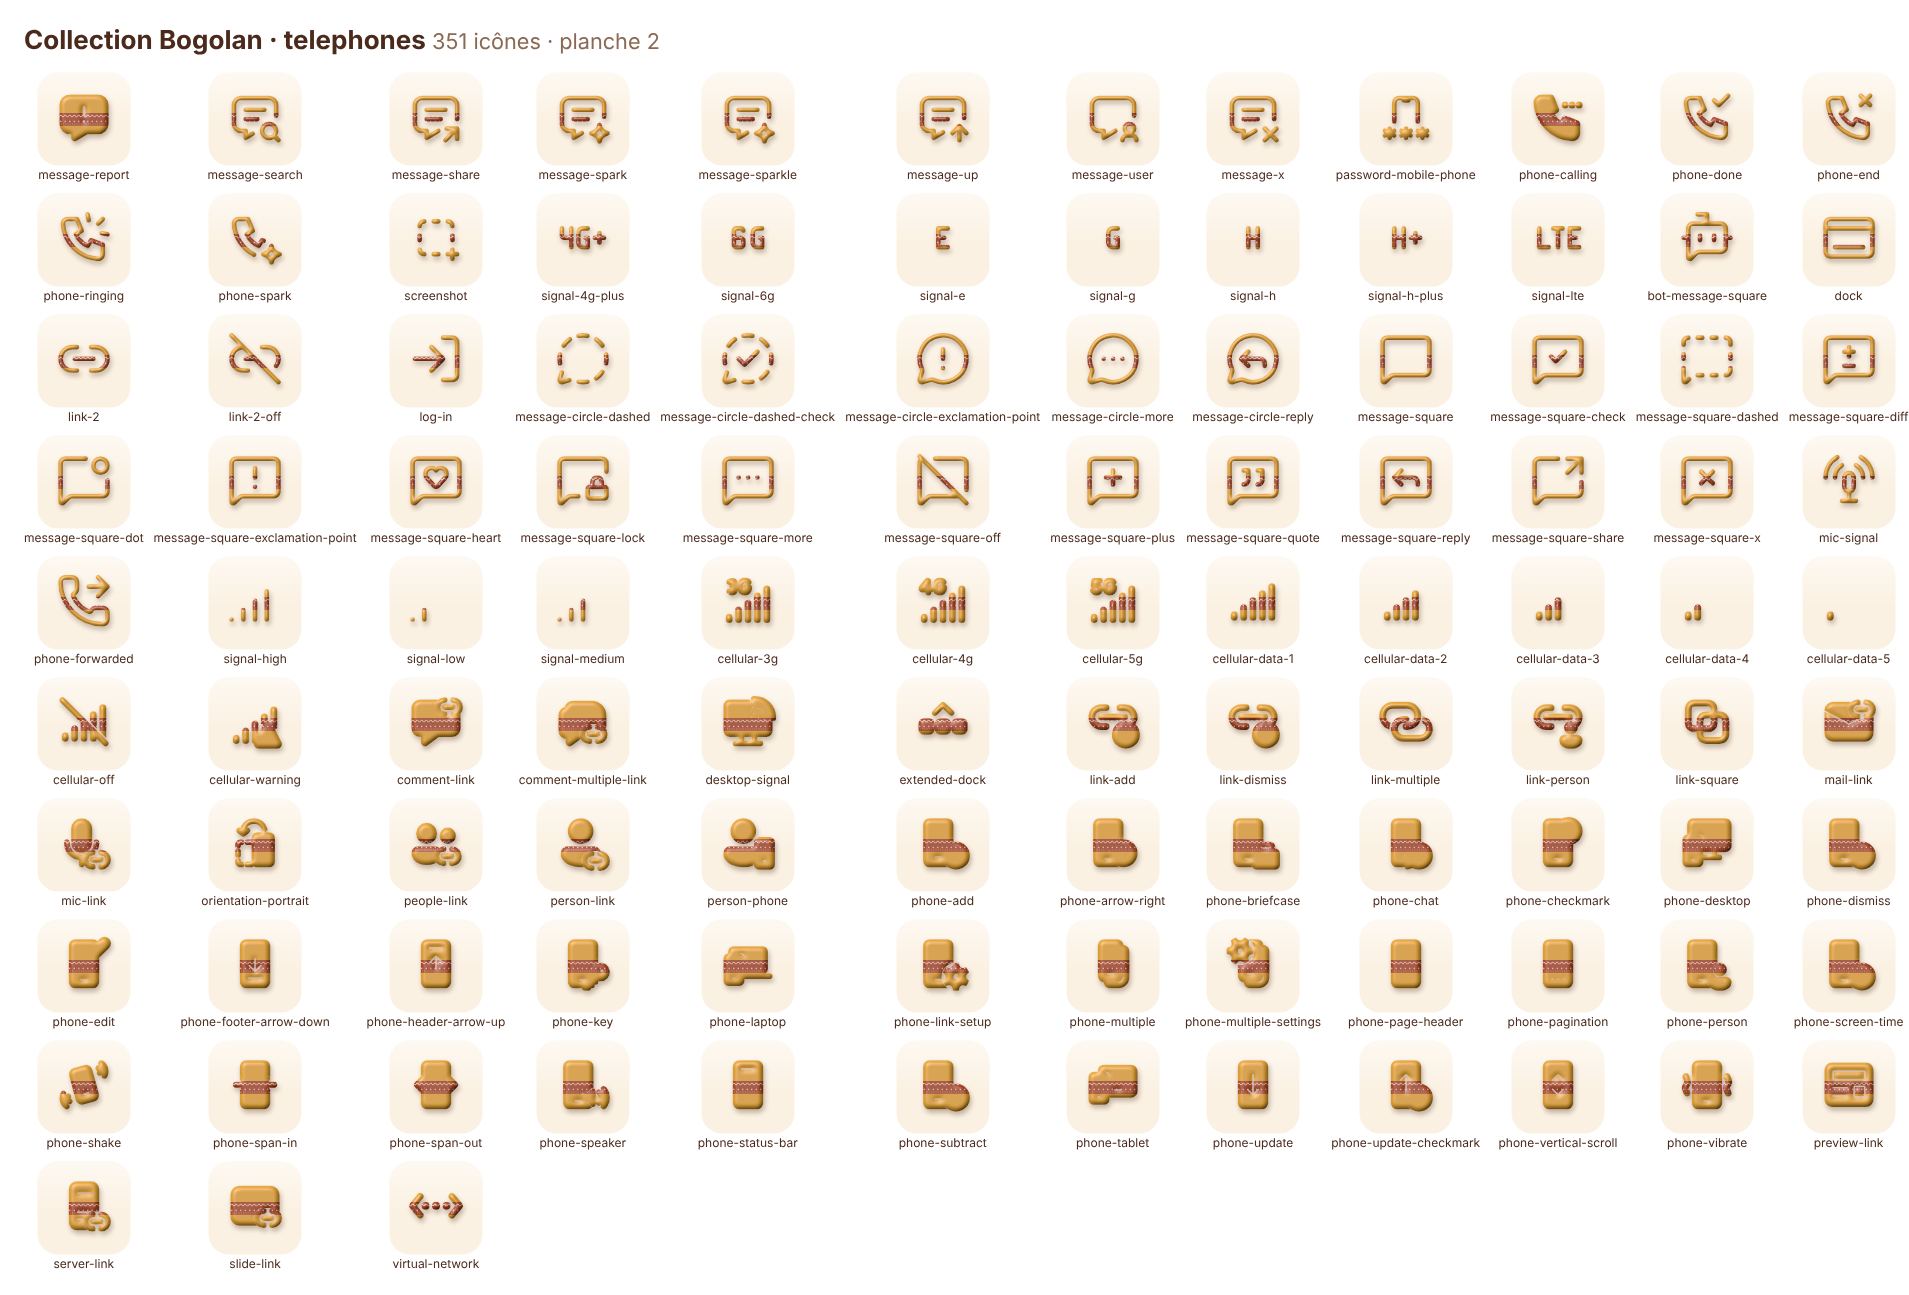 Collection Bogolan · telephones 351 icônes · planche 2
message-report message-search message-share message-spark message-sparkle message-up message-user message-x password-mobile-phone phone-calling phone-done phone-end
4G+ 6G E G H H+ LTE
phone-ringing phone-spark screenshot signal-4g-plus signal-6g signal-e signal-g signal-h signal-h-plus signal-lte bot-message-square dock
link-2 link-2-off log-in message-circle-dashed message-circle-dashed-check message-circle-exclamation-point message-circle-more message-circle-reply message-square message-square-check message-square-dashed message-square-diff
message-square-dot message-square-exclamation-point message-square-heart message-square-lock message-square-more message-square-off message-square-plus message-square-quote message-square-reply message-square-share message-square-x mic-signal
3G 4G 5G
phone-forwarded signal-high signal-low signal-medium cellular-3g cellular-4g cellular-5g cellular-data-1 cellular-data-2 cellular-data-3 cellular-data-4 cellular-data-5
cellular-off cellular-warning comment-link comment-multiple-link desktop-signal extended-dock link-add link-dismiss link-multiple link-person link-square mail-link
mic-link orientation-portrait people-link person-link person-phone phone-add phone-arrow-right phone-briefcase phone-chat phone-checkmark phone-desktop phone-dismiss
phone-edit phone-footer-arrow-down phone-header-arrow-up phone-key phone-laptop phone-link-setup phone-multiple phone-multiple-settings phone-page-header phone-pagination phone-person phone-screen-time
phone-shake phone-span-in phone-span-out phone-speaker phone-status-bar phone-subtract phone-tablet phone-update phone-update-checkmark phone-vertical-scroll phone-vibrate preview-link
server-link slide-link virtual-network